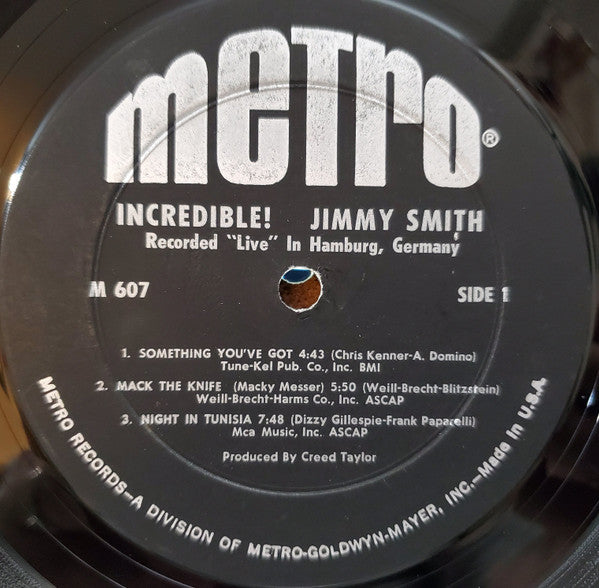 metro®
INCREDIBLE! JIMMY SMITH
Recorded "Live" In Hamburg, Germany
M 607
SIDE 1
1. SOMETHING YOU'VE GOT 4:43 (Chris Kenner-A. Domino)
Tune-Kel Pub. Co., Inc. BMI
2. MACK THE KNIFE (Macky Messer) 5:50 (Weill-Brecht-Blitzstein)
Weill-Brecht-Harms Co., Inc. ASCAP
3. NIGHT IN TUNISIA 7:48 (Dizzy Gillespie-Frank Paparelli)
Mca Music, Inc. ASCAP
Produced By Creed Taylor
METRO RECORDS—A DIVISION OF METRO-GOLDWYN-MAYER, INC.—Made In U.S.A.